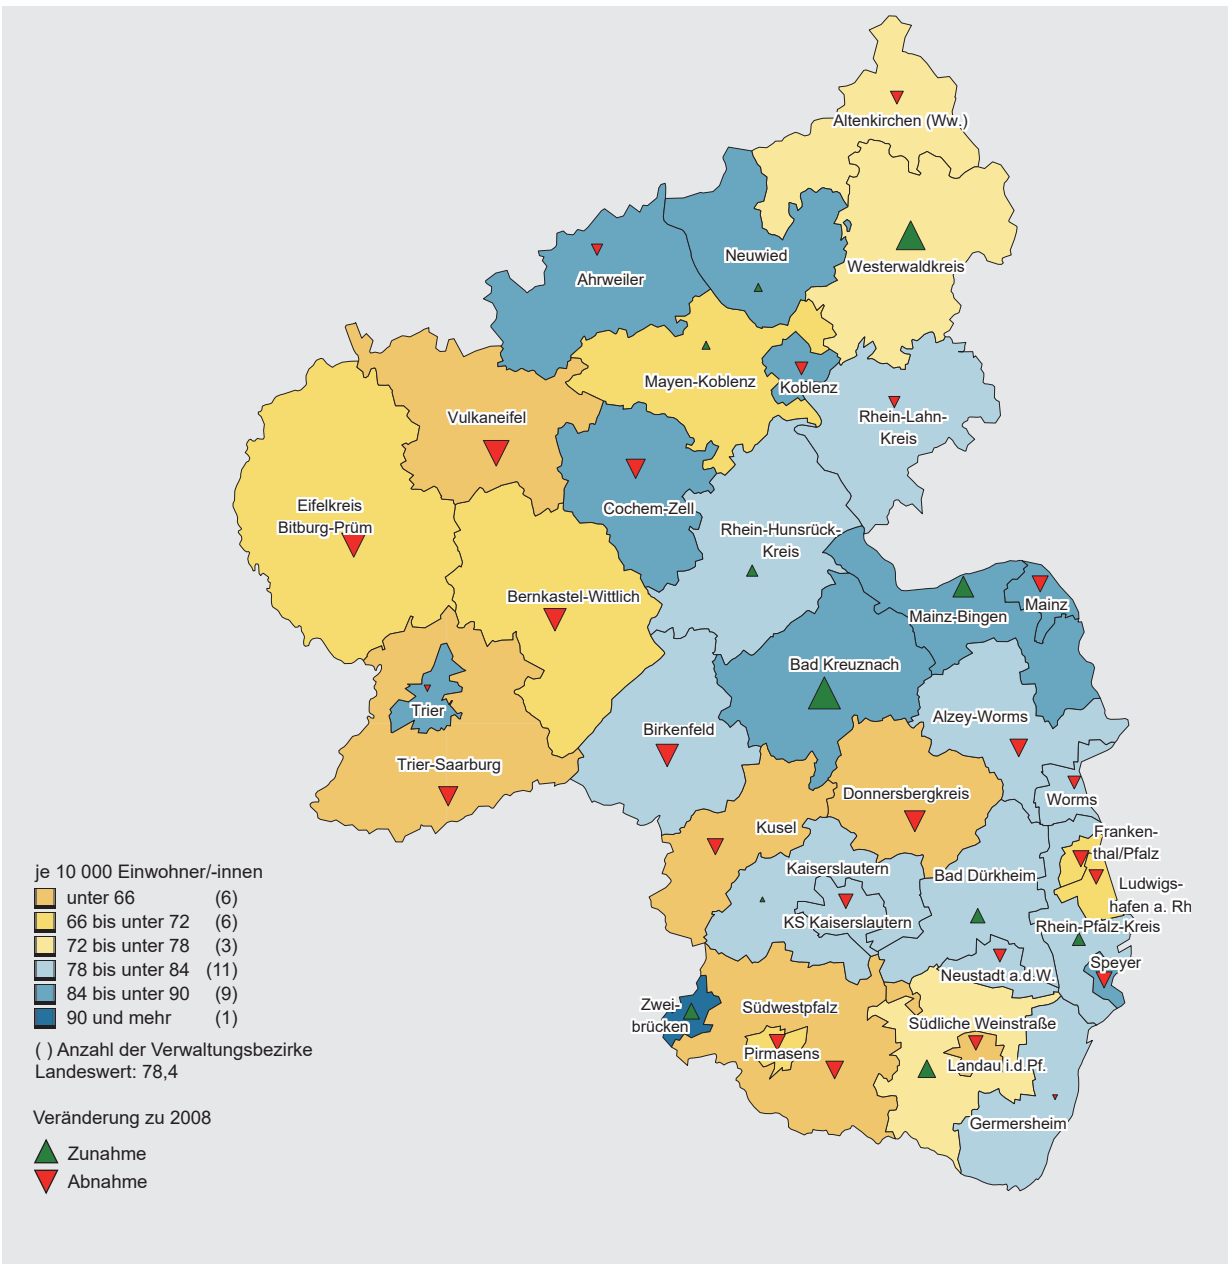 Altenkirchen (Ww.)
Westerwaldkreis
Neuwied
Ahrweiler
Mayen-Koblenz
Koblenz
Rhein-Lahn-
Kreis
Vulkaneifel
Cochem-Zell
Eifelkreis
Bitburg-Prüm
Rhein-Hunsrück-
Kreis
Bernkastel-Wittlich
Mainz-Bingen
Mainz
Bad Kreuznach
Trier
Trier-Saarburg
Birkenfeld
Alzey-Worms
Worms
Donnersbergkreis
Kusel
Franken-
thal/Pfalz
Kaiserslautern
Bad Dürkheim
Ludwigs-
hafen a. Rh
KS Kaiserslautern
Rhein-Pfalz-Kreis
Neustadt a.d.W.
Speyer
Zwei-
brücken
Südwestpfalz
Pirmasens
Südliche Weinstraße
Landau i.d.Pf.
Germersheim
je 10 000 Einwohner/-innen
unter 66 (6)
66 bis unter 72 (6)
72 bis unter 78 (3)
78 bis unter 84 (11)
84 bis unter 90 (9)
90 und mehr (1)
( ) Anzahl der Verwaltungsbezirke
Landeswert: 78,4
Veränderung zu 2008
Zunahme
Abnahme